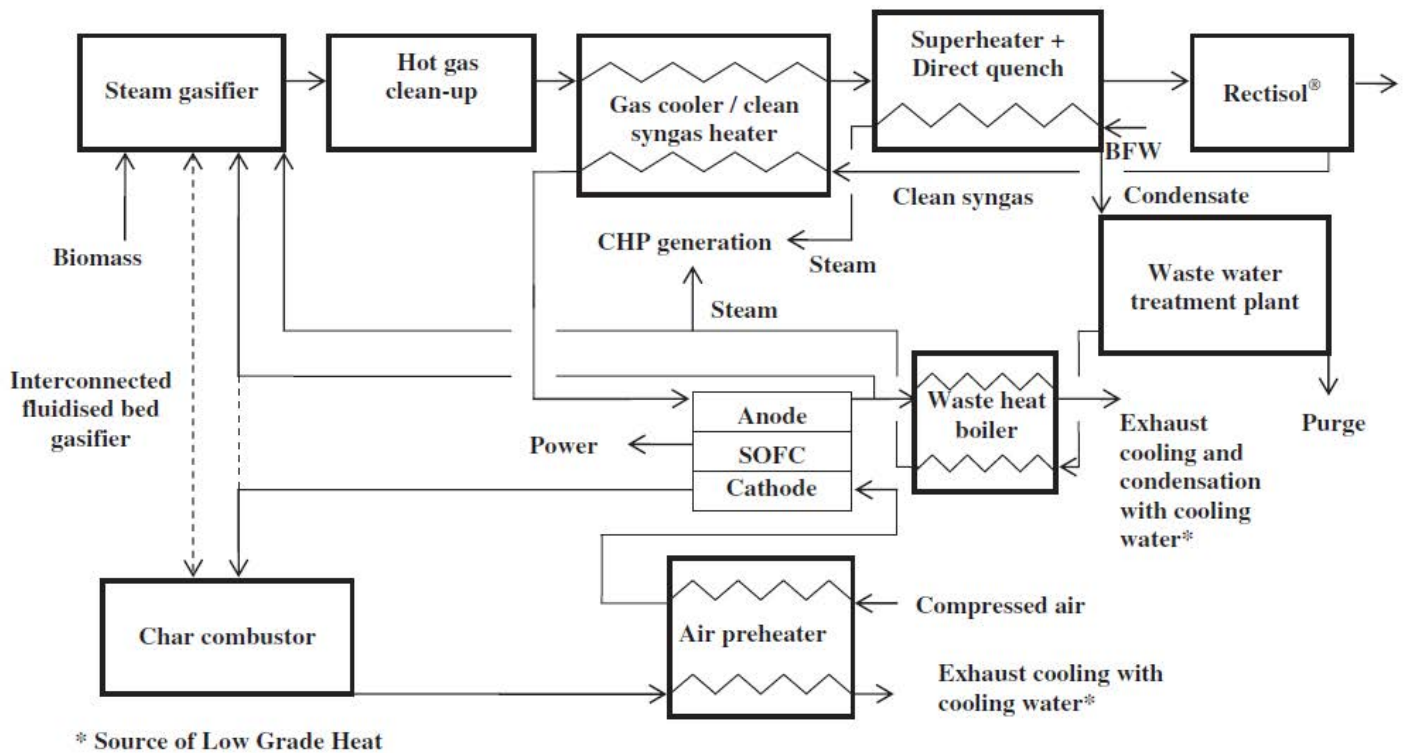 Steam gasifier
Hot gas
clean-up
Gas cooler / clean
syngas heater
Superheater +
Direct quench
Rectisol®
BFW
Biomass
Clean syngas
Condensate
CHP generation
Steam
Waste water
treatment plant
Steam
Interconnected
fluidised bed
gasifier
Anode
SOFC
Cathode
Power
Waste heat
boiler
Exhaust
cooling and
condensation
with cooling
water*
Purge
Char combustor
Air preheater
Compressed air
Exhaust cooling with
cooling water*
* Source of Low Grade Heat